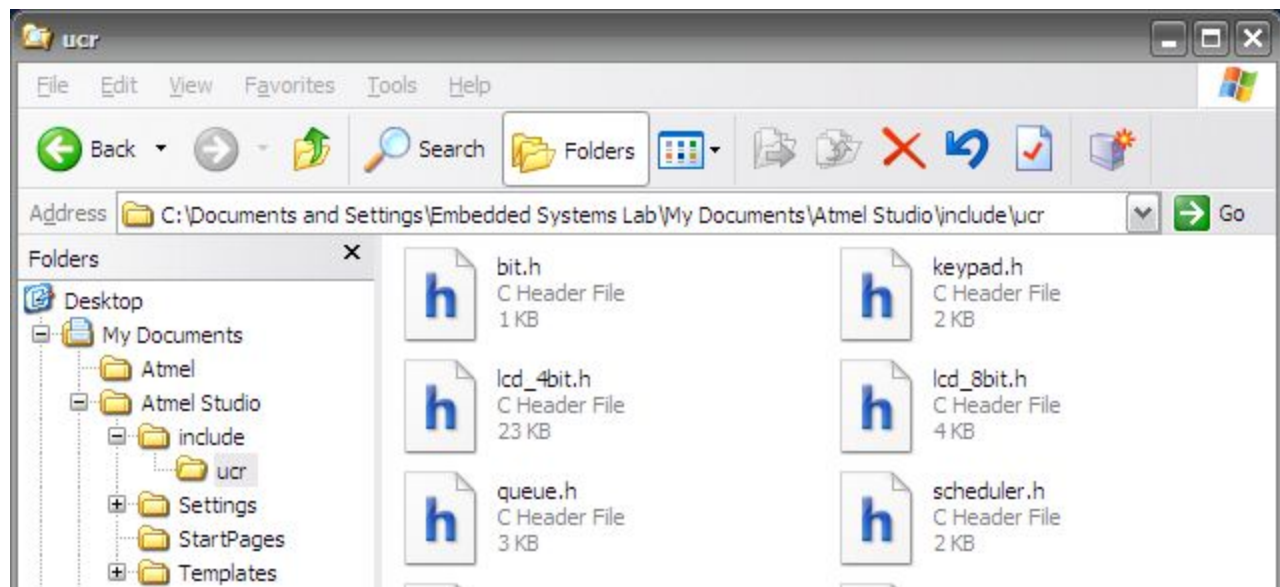 ucr
File Edit View Favorites Tools Help
Back Search Folders
Address C:\Documents and Settings\Embedded Systems Lab\My Documents\Atmel Studio\include\ucr Go
Folders
Desktop
My Documents
Atmel
Atmel Studio
include
ucr
Settings
StartPages
Templates
h
bit.h
C Header File
1 KB
h
keypad.h
C Header File
2 KB
h
lcd_4bit.h
C Header File
23 KB
h
lcd_8bit.h
C Header File
4 KB
h
queue.h
C Header File
3 KB
h
scheduler.h
C Header File
2 KB